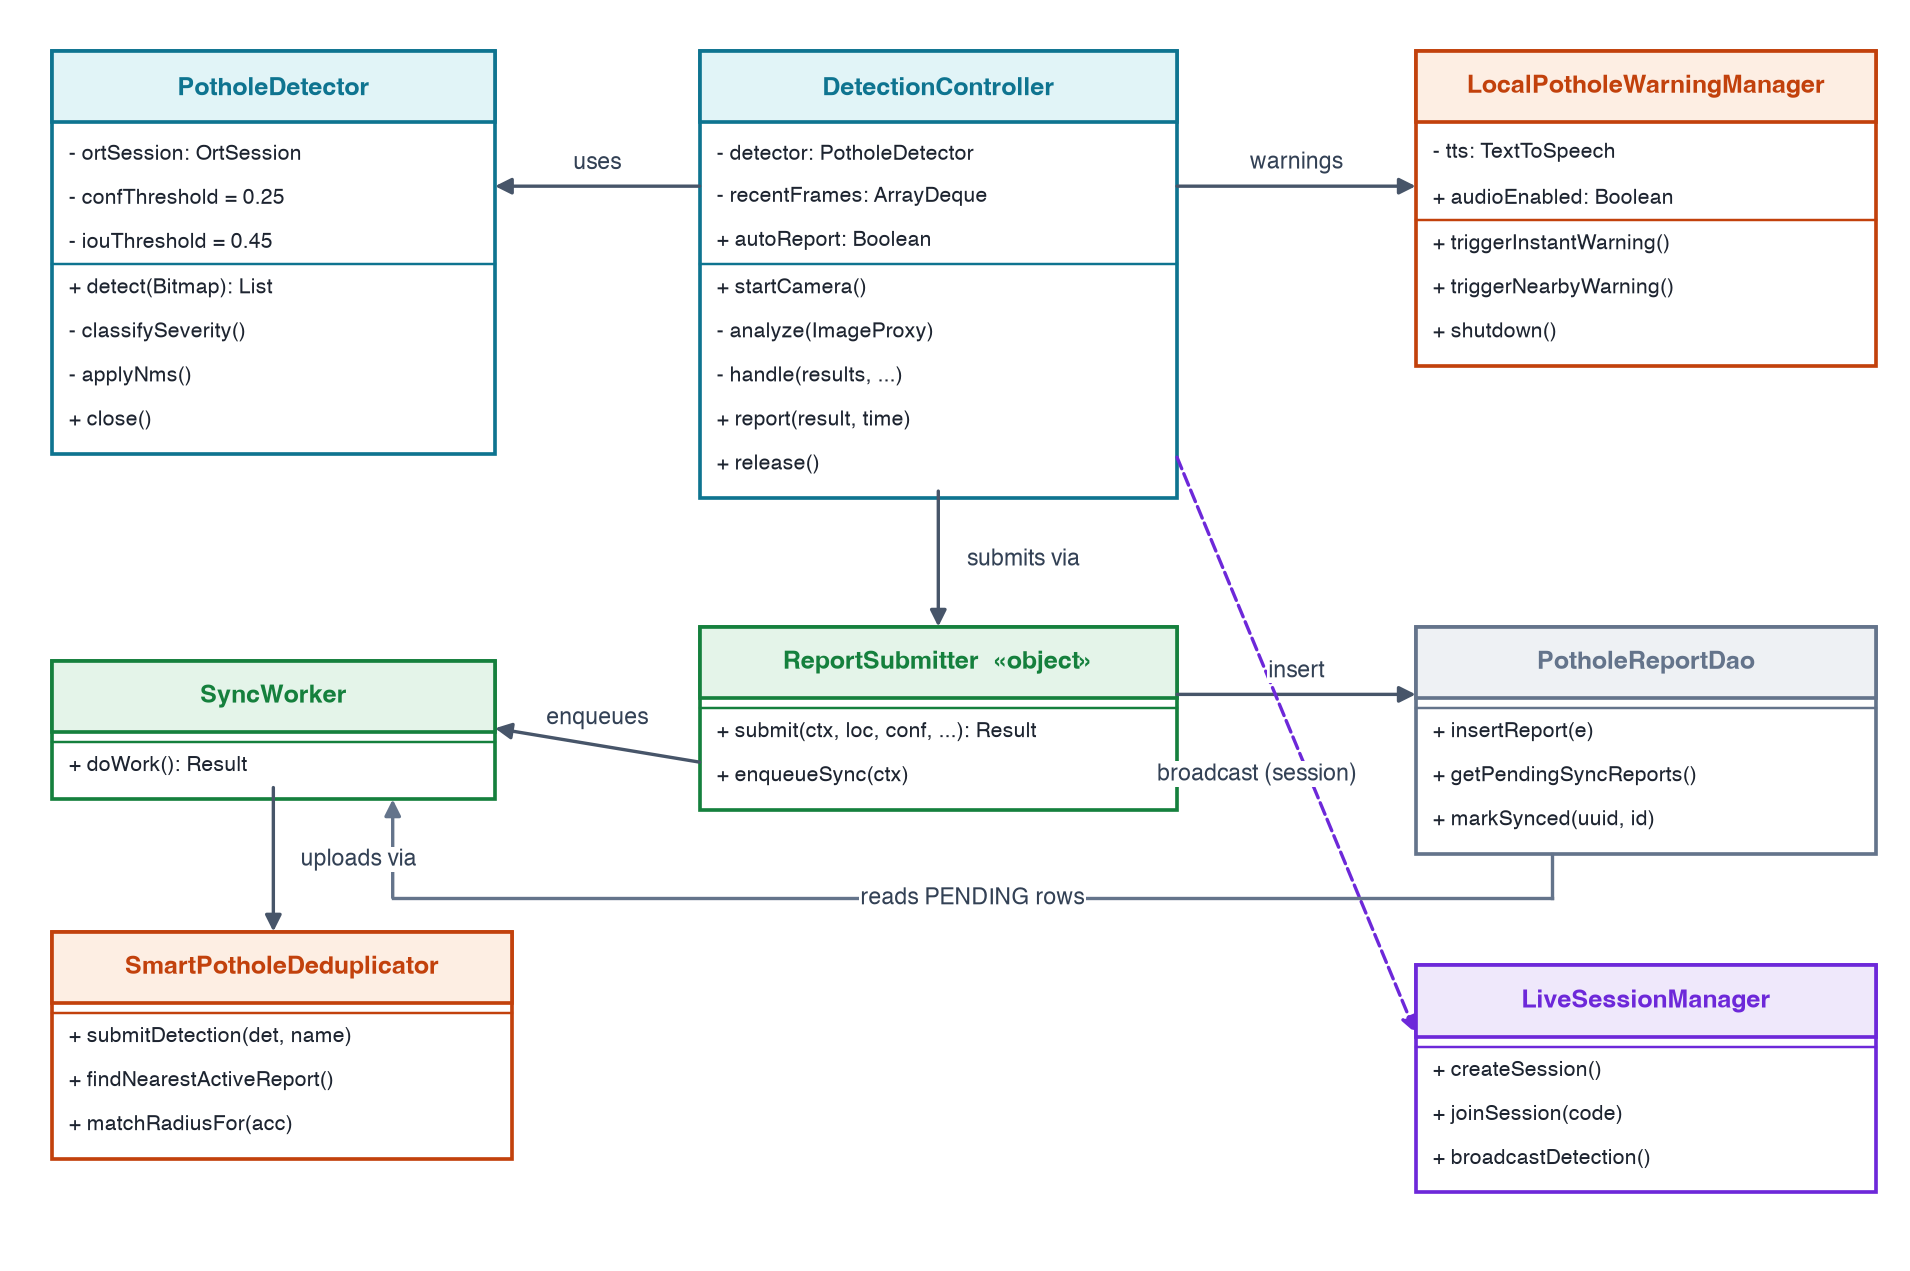 PotholeDetector
- ortSession: OrtSession
- confThreshold = 0.25
- iouThreshold = 0.45
+ detect(Bitmap): List
- classifySeverity()
- applyNms()
+ close()
uses
DetectionController
- detector: PotholeDetector
- recentFrames: ArrayDeque
+ autoReport: Boolean
+ startCamera()
- analyze(ImageProxy)
- handle(results, ...)
+ report(result, time)
+ release()
warnings
LocalPotholeWarningManager
- tts: TextToSpeech
+ audioEnabled: Boolean
+ triggerInstantWarning()
+ triggerNearbyWarning()
+ shutdown()
submits via
SyncWorker
+ doWork(): Result
enqueues
ReportSubmitter «object»
+ submit(ctx, loc, conf, ...): Result
+ enqueueSync(ctx)
insert
broadcast (session)
PotholeReportDao
+ insertReport(e)
+ getPendingSyncReports()
+ markSynced(uuid, id)
uploads via
reads PENDING rows
SmartPotholeDeduplicator
+ submitDetection(det, name)
+ findNearestActiveReport()
+ matchRadiusFor(acc)
LiveSessionManager
+ createSession()
+ joinSession(code)
+ broadcastDetection()